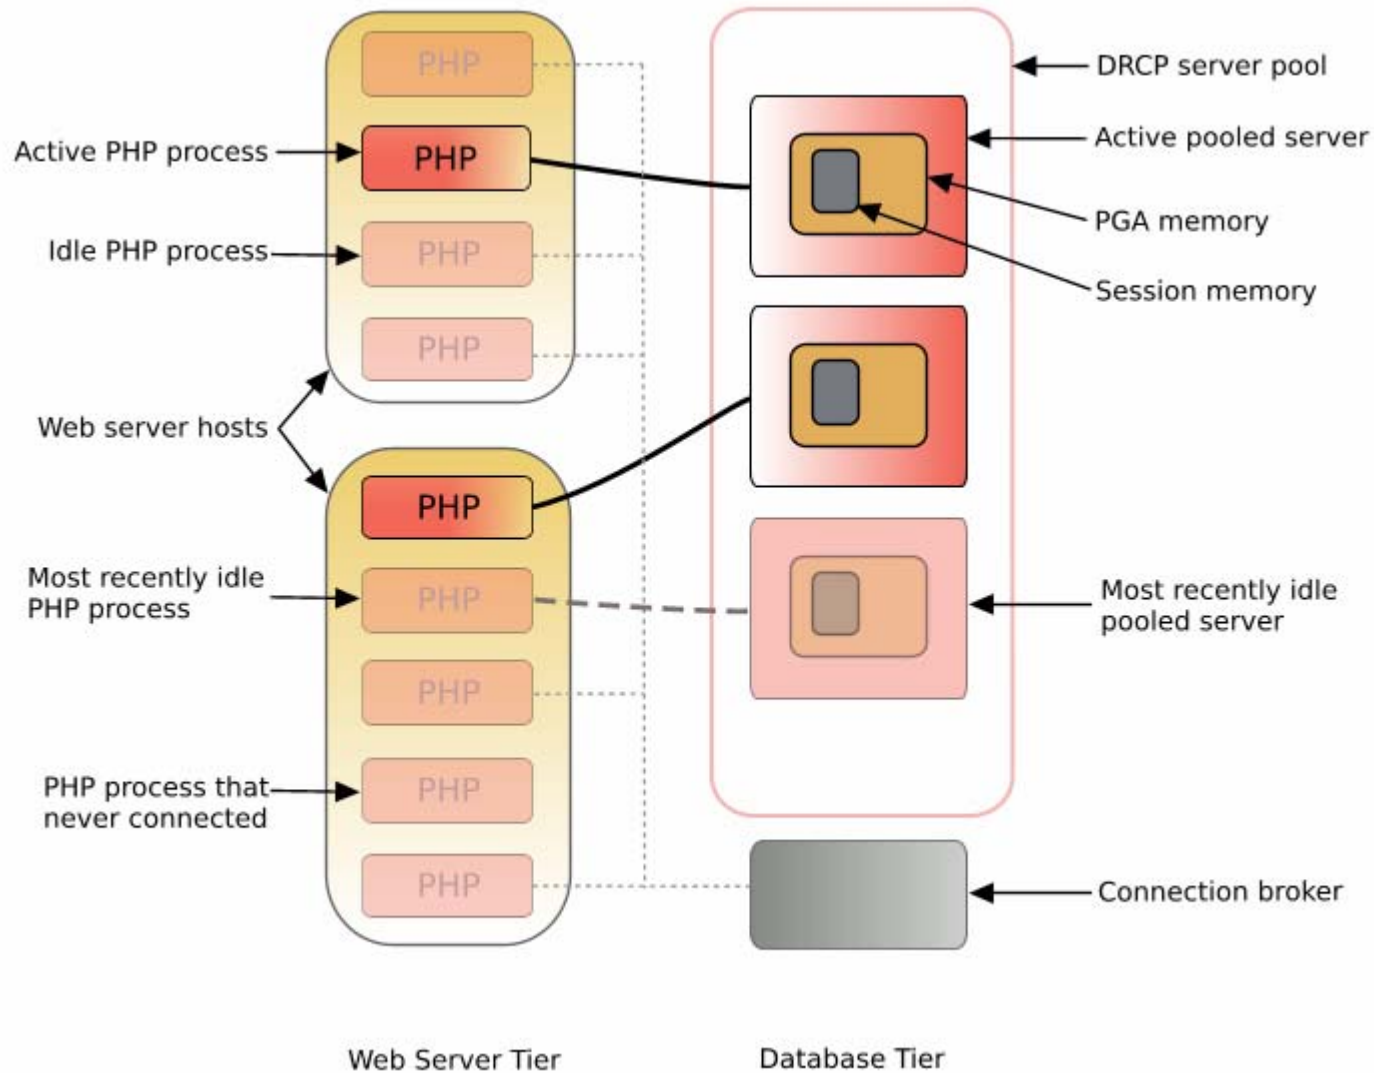 PHP
DRCP server pool
Active PHP process
PHP
Active pooled server
PGA memory
Idle PHP process
PHP
Session memory
PHP
Web server hosts
PHP
Most recently idle
PHP process
PHP
Most recently idle
pooled server
PHP
PHP process that
never connected
PHP
PHP
Connection broker
Web Server Tier
Database Tier